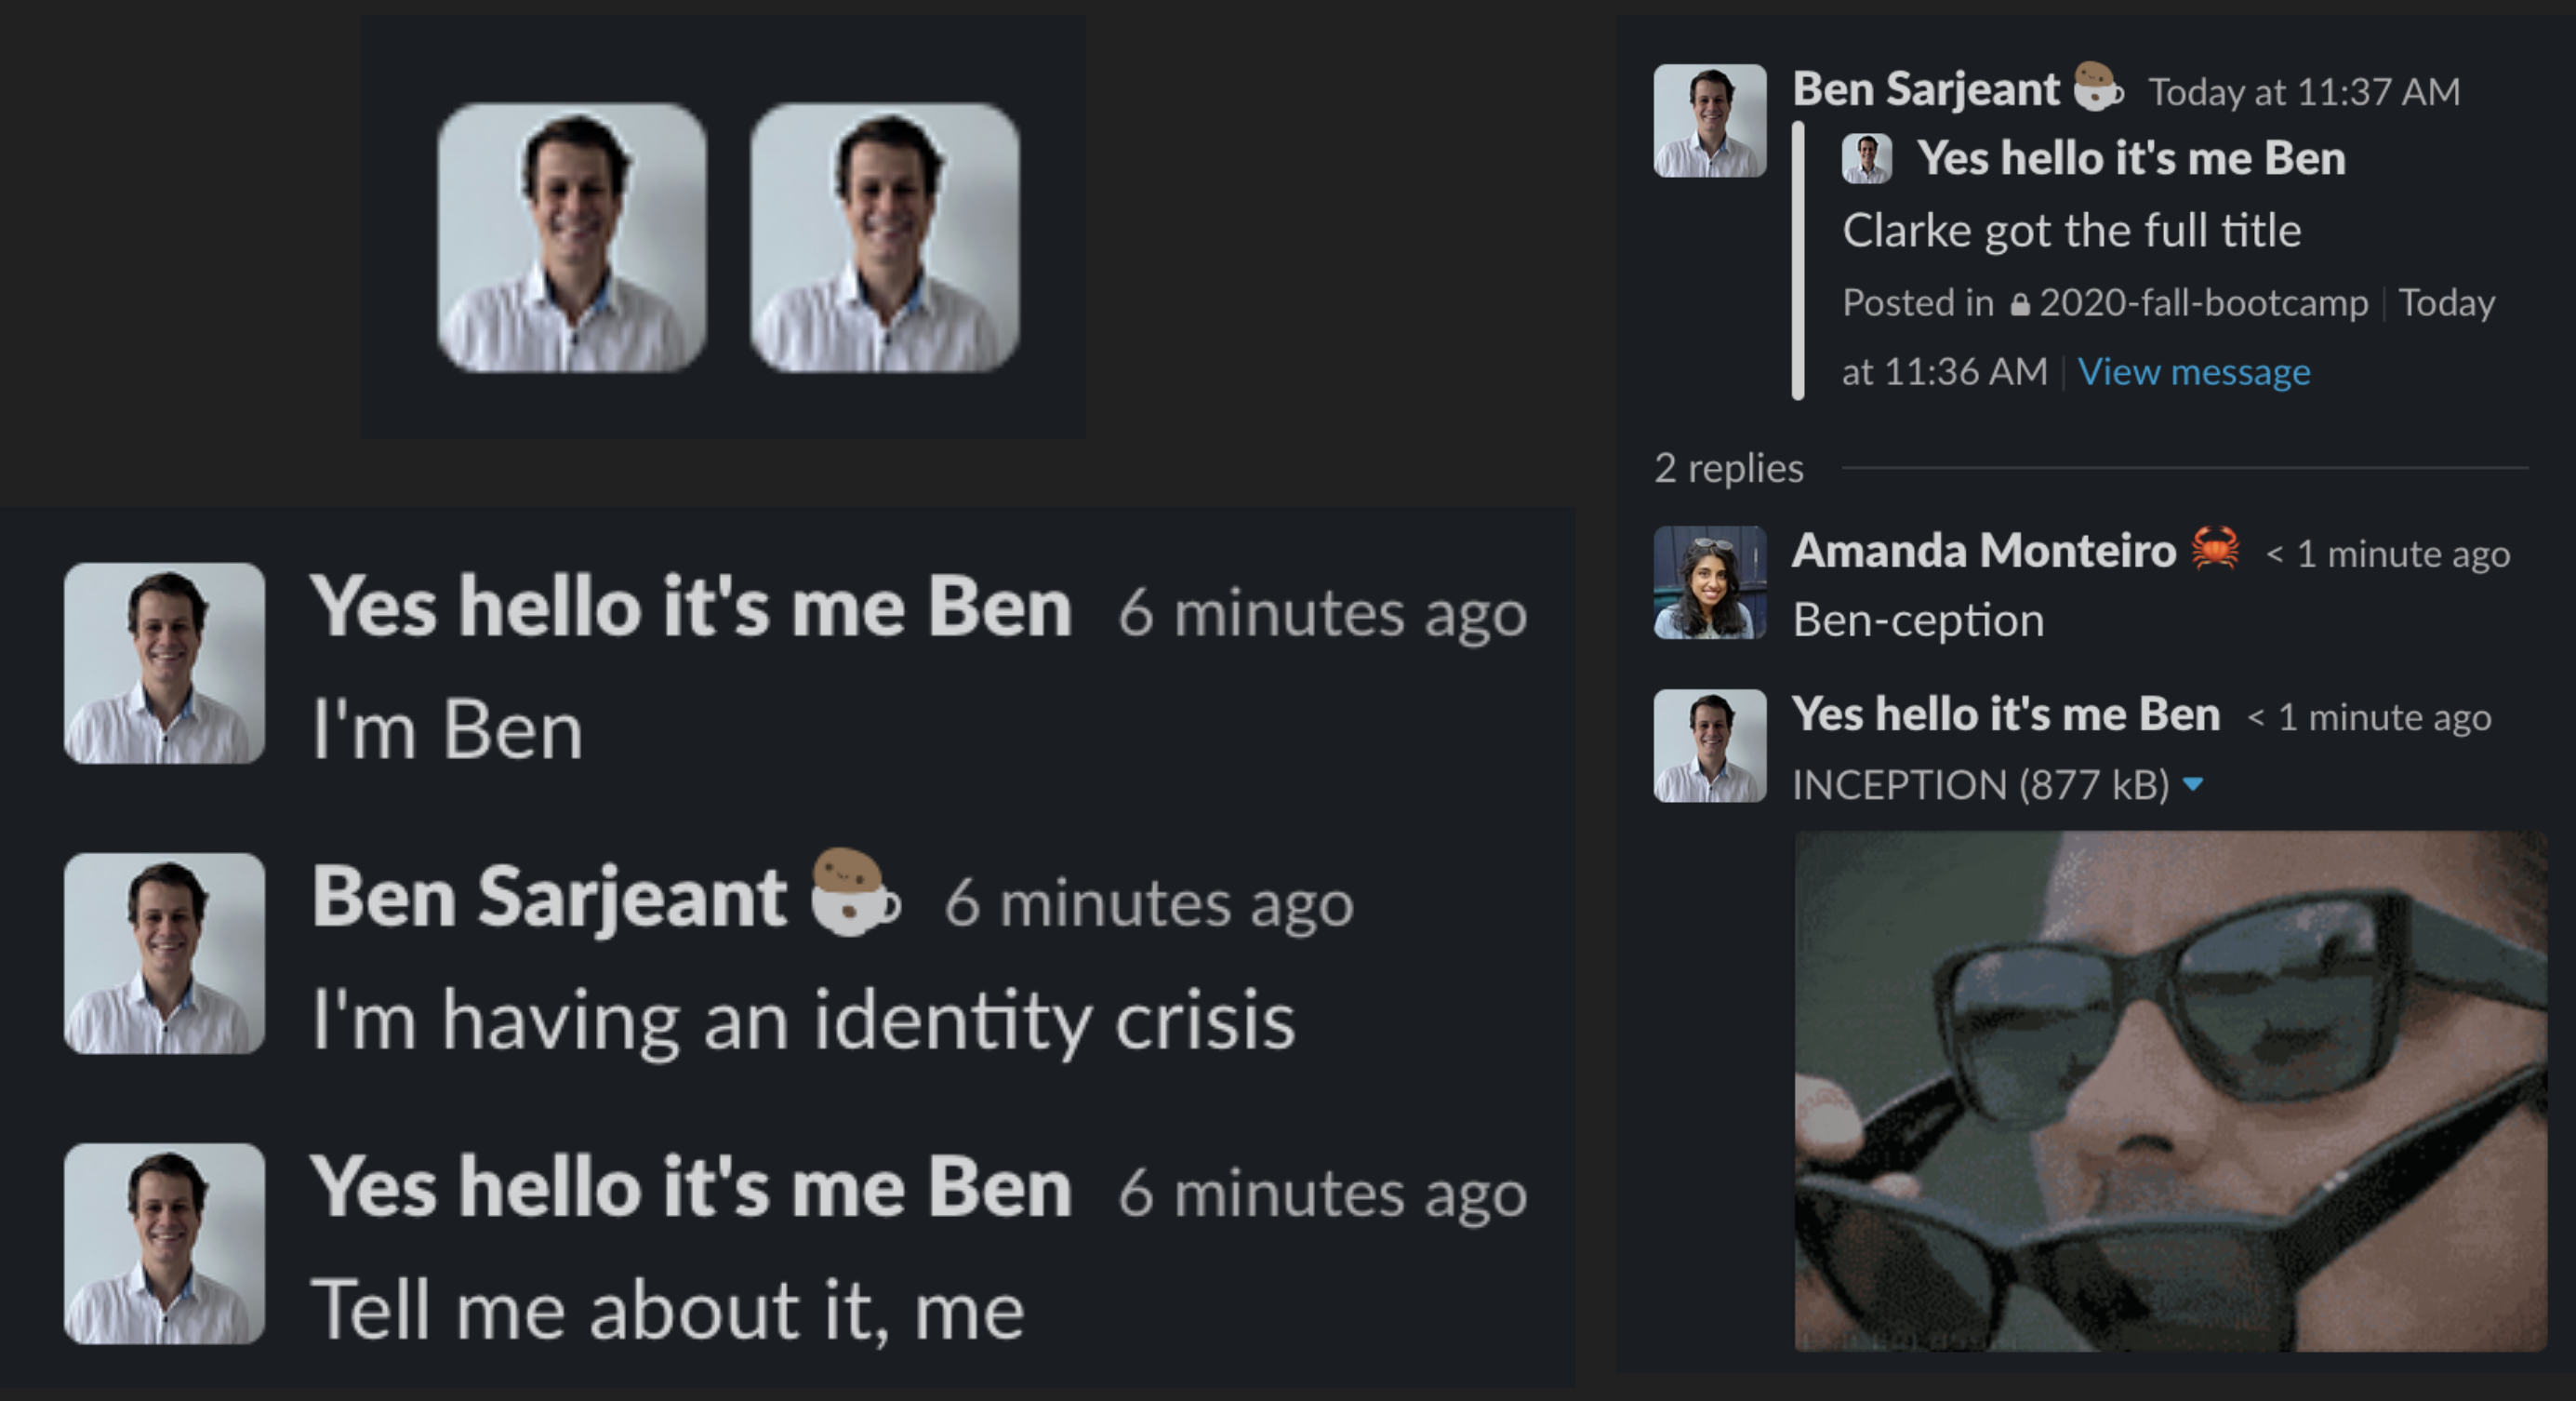 Yes hello it's me Ben 6 minutes ago
I'm Ben
Ben Sarjeant 6 minutes ago
I'm having an identity crisis
Yes hello it's me Ben 6 minutes ago
Tell me about it, me
Ben Sarjeant Today at 11:37 AM
Yes hello it's me Ben
Clarke got the full title
Posted in 2020-fall-bootcamp | Today
at 11:36 AM | View message
2 replies
Amanda Monteiro < 1 minute ago
Ben-ception
Yes hello it's me Ben < 1 minute ago
INCEPTION (877 kB)